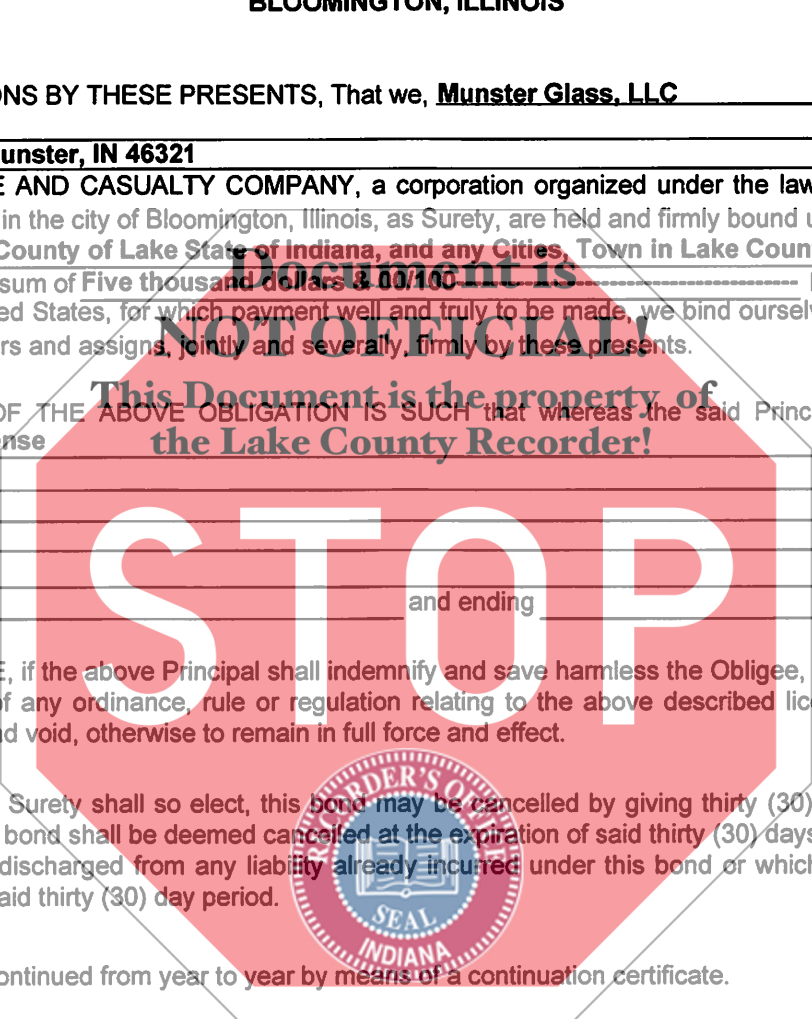 BLOOMINGTON, ILLINOIS
ONS BY THESE PRESENTS, That we, Munster Glass, LLC
unster, IN 46321
E AND CASUALTY COMPANY, a corporation organized under the law
in the city of Bloomington, Illinois, as Surety, are held and firmly bound u
County of Lake State of Indiana, and any Cities, Town in Lake Coun
sum of Five thousand dollars & 00/100
Document is
ed States, for which payment well and truly to be made, we bind ourselv
NOT OFFICIAL!
rs and assigns, jointly and severally, firmly by these presents.
This Document is the property of
OF THE ABOVE OBLIGATION IS SUCH that whereas the said Princ
the Lake County Recorder!
nse
STOP
and ending
E, if the above Principal shall indemnify and save harmless the Obligee,
of any ordinance, rule or regulation relating to the above described lic
nd void, otherwise to remain in full force and effect.
Surety shall so elect, this bond may be cancelled by giving thirty (30)
bond shall be deemed cancelled at the expiration of said thirty (30) days
discharged from any liability already incurred under this bond or which
aid thirty (30) day period.
RECORDER'S OFFICE
SEAL
INDIANA
ontinued from year to year by means of a continuation certificate.